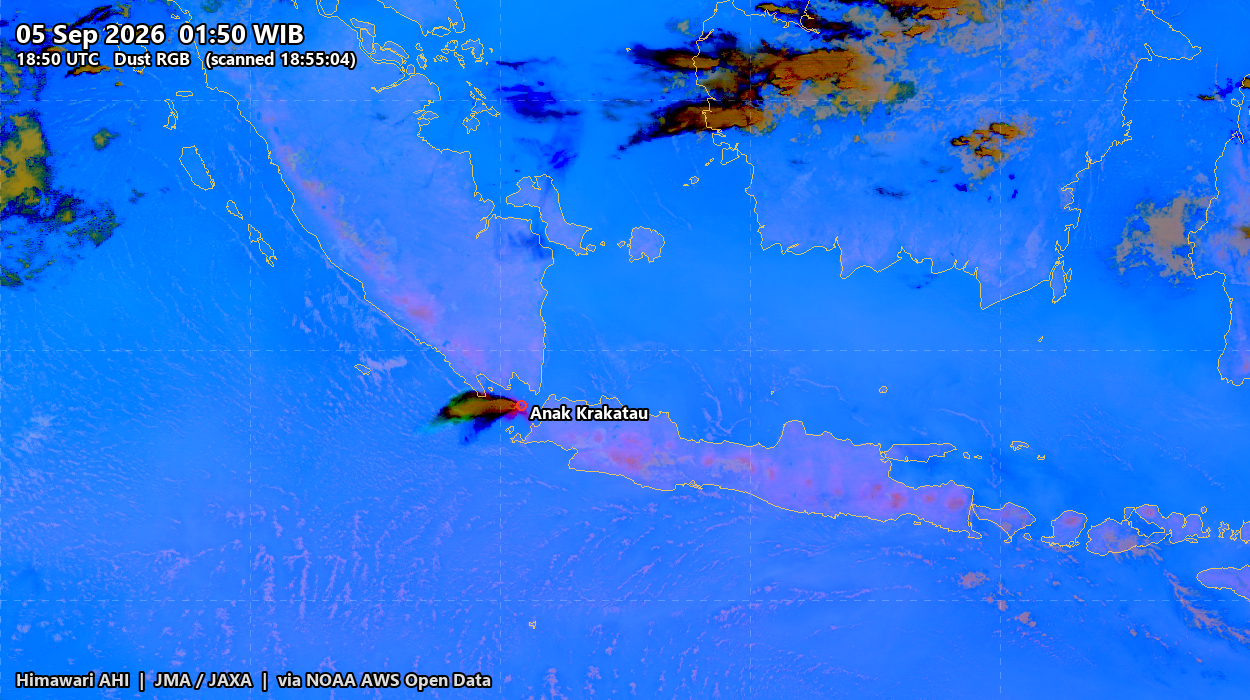 05 Sep 2026  01:50 WIB
18:50 UTC   Dust RGB   (scanned 18:55:04)
Anak Krakatau
Himawari AHI  |  JMA / JAXA  |  via NOAA AWS Open Data